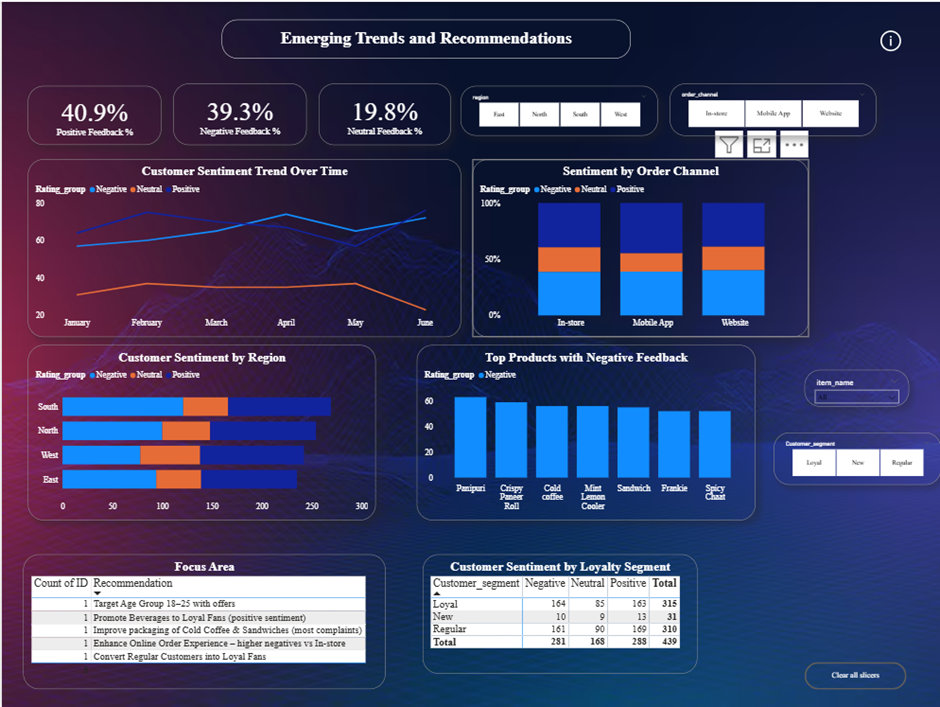 Emerging Trends and Recommendations
40.9%
Positive Feedback %
39.3%
Negative Feedback %
19.8%
Neutral Feedback %
region
East North South West
order_channel
In-store Mobile App Website
Customer Sentiment Trend Over Time
Rating_group Negative Neutral Positive
80
60
40
20
January February March April May June
Sentiment by Order Channel
Rating_group Negative Neutral Positive
100%
50%
0%
In-store Mobile App Website
Customer Sentiment by Region
Rating_group Negative Neutral Positive
South
North
West
East
0 50 100 150 200 250 300
Top Products with Negative Feedback
Rating_group Negative
60
40
20
0
Panipuri Crispy Paneer Roll Cold coffee Mint Lemon Cooler Sandwich Frankie Spicy Chaat
item_name
Customer_segment
Loyal New Regular
Focus Area
Count of ID Recommendation
1 Target Age Group 18–25 with offers
1 Promote Beverages to Loyal Fans (positive sentiment)
1 Improve packaging of Cold Coffee & Sandwiches (most complaints)
1 Enhance Online Order Experience – higher negatives vs In-store
1 Convert Regular Customers into Loyal Fans
Customer Sentiment by Loyalty Segment
Customer_segment Negative Neutral Positive Total
Loyal 164 85 163 315
New 10 9 13 31
Regular 161 90 169 310
Total 281 168 288 439
Clear all slicers